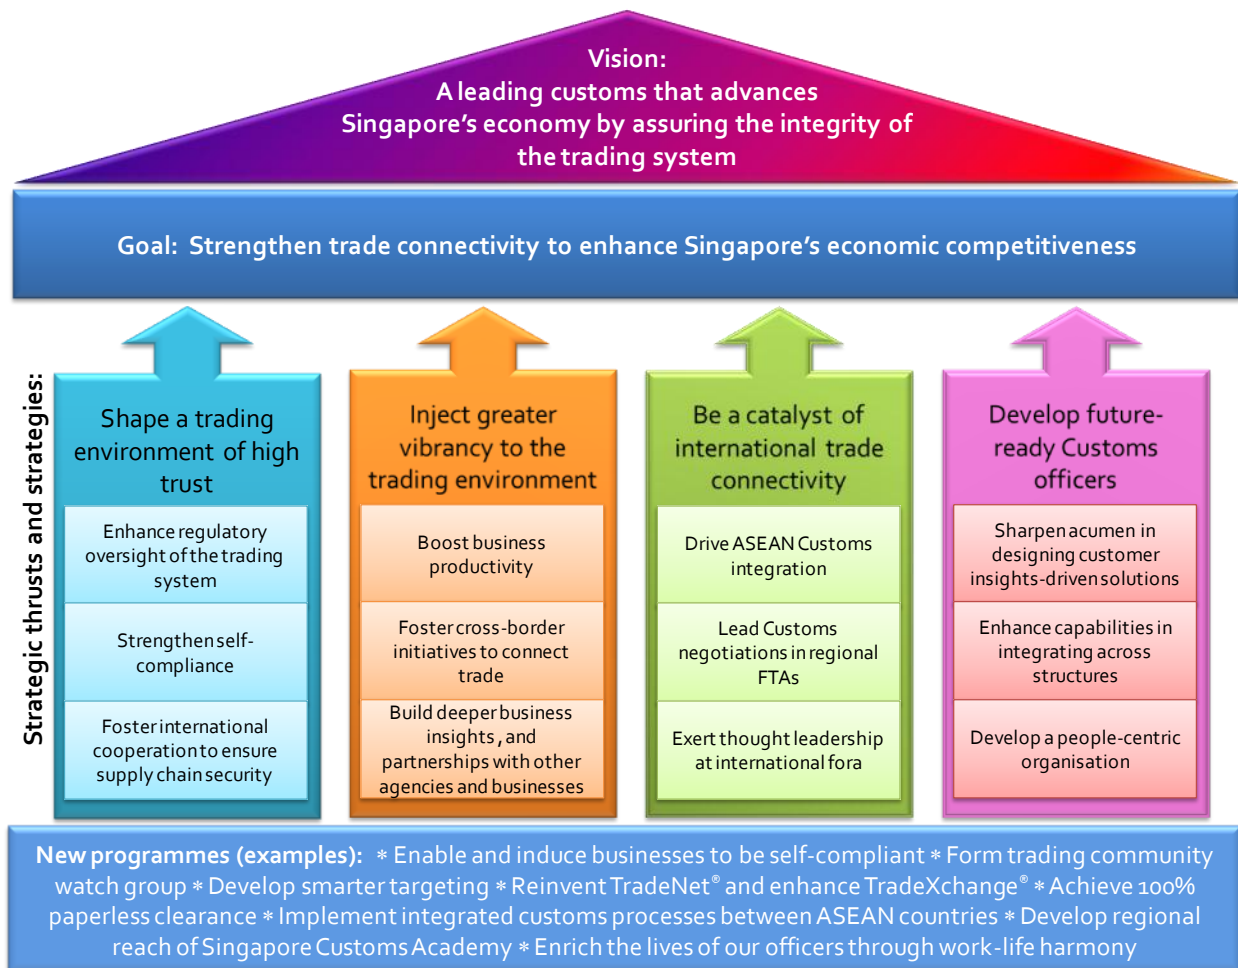 Vision:
A leading customs that advances
Singapore's economy by assuring the integrity of
the trading system
Goal: Strengthen trade connectivity to enhance Singapore's economic competitiveness
Strategic thrusts and strategies:
Shape a trading
environment of high
trust
Enhance regulatory
oversight of the trading
system
Strengthen self-
compliance
Foster international
cooperation to ensure
supply chain security
Inject greater
vibrancy to the
trading environment
Boost business
productivity
Foster cross-border
initiatives to connect
trade
Build deeper business
insights, and
partnerships with other
agencies and businesses
Be a catalyst of
international trade
connectivity
Drive ASEAN Customs
integration
Lead Customs
negotiations in regional
FTAs
Exert thought leadership
at international fora
Develop future-
ready Customs
officers
Sharpen acumen in
designing customer
insights-driven solutions
Enhance capabilities in
integrating across
structures
Develop a people-centric
organisation
New programmes (examples): * Enable and induce businesses to be self-compliant * Form trading community
watch group * Develop smarter targeting * Reinvent TradeNet® and enhance TradeXchange® * Achieve 100%
paperless clearance * Implement integrated customs processes between ASEAN countries * Develop regional
reach of Singapore Customs Academy * Enrich the lives of our officers through work-life harmony